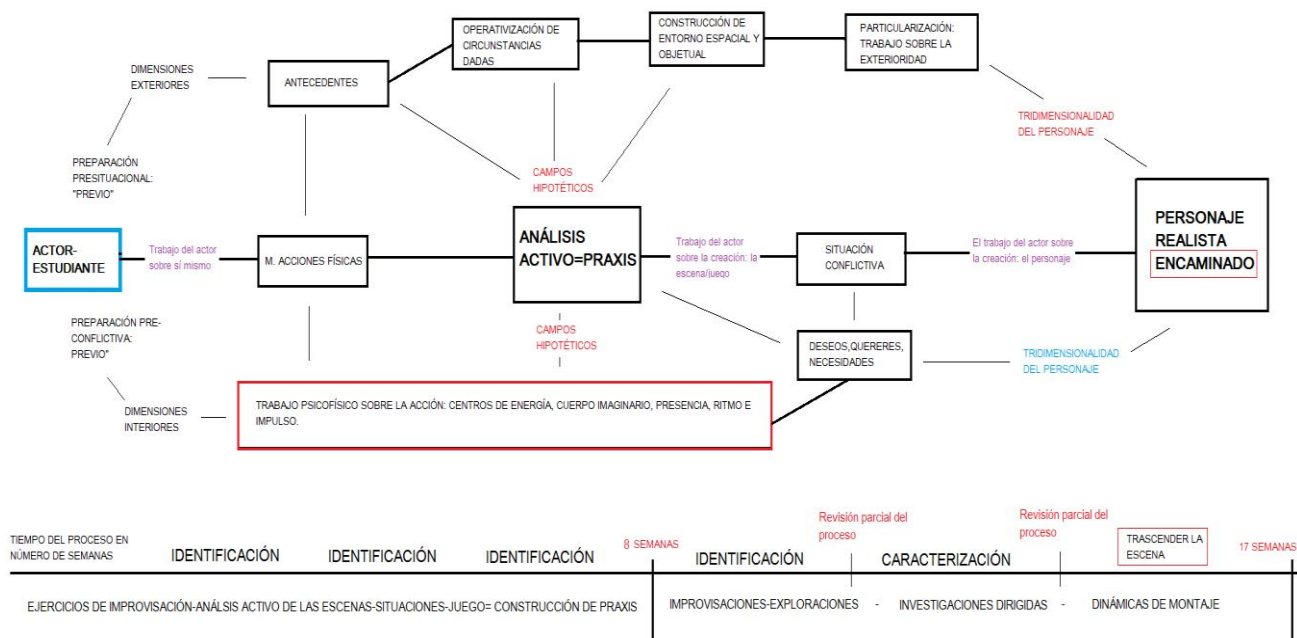 OPERATIVIZACIÓN DE
CIRCUNSTANCIAS
DADAS
CONSTRUCCIÓN DE
ENTORNO ESPACIAL Y
OBJETUAL
PARTICULARIZACIÓN:
TRABAJO SOBRE LA
EXTERIORIDAD
DIMENSIONES
EXTERIORES
ANTECEDENTES
TRIDIMENSIONALIDAD
DEL PERSONAJE
PREPARACIÓN
PRESITUACIONAL:
"PREVIO"
CAMPOS
HIPOTÉTICOS
ACTOR-
ESTUDIANTE
Trabajo del actor
sobre sí mismo
M. ACCIONES FÍSICAS
ANÁLISIS
ACTIVO=PRAXIS
Trabajo del actor
sobre la creación: la
escena/juego
SITUACIÓN
CONFLICTIVA
El trabajo del actor sobre
la creación: el personaje
PERSONAJE
REALISTA
ENCAMINADO
PREPARACIÓN PRE-
CONFLICTIVA:
PREVIO"
CAMPOS
HIPOTÉTICOS
DESEOS,QUERERES,
NECESIDADES
TRIDIMENSIONALIDAD
DEL PERSONAJE
DIMENSIONES
INTERIORES
TRABAJO PSICOFÍSICO SOBRE LA ACCIÓN: CENTROS DE ENERGÍA, CUERPO IMAGINARIO, PRESENCIA, RITMO E
IMPULSO.
TIEMPO DEL PROCESO EN
NÚMERO DE SEMANAS
IDENTIFICACIÓN
IDENTIFICACIÓN
IDENTIFICACIÓN
8 SEMANAS
IDENTIFICACIÓN
Revisión parcial del
proceso
CARACTERIZACIÓN
Revisión parcial del
proceso
TRASCENDER LA
ESCENA
17 SEMANAS
EJERCICIOS DE IMPROVISACIÓN-ANÁLSIS ACTIVO DE LAS ESCENAS-SITUACIONES-JUEGO= CONSTRUCCIÓN DE PRAXIS
IMPROVISACIONES-EXPLORACIONES - INVESTIGACIONES DIRIGIDAS - DINÁMICAS DE MONTAJE